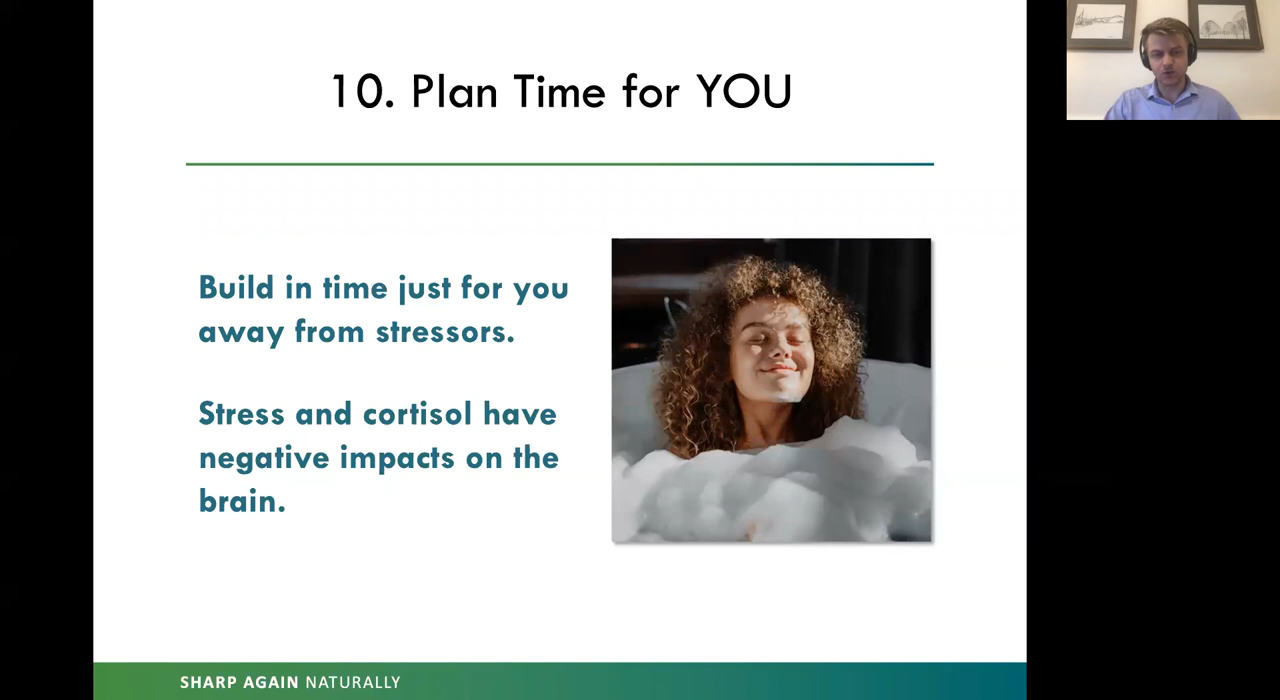 10. Plan Time for YOU
Build in time just for you
away from stressors.
Stress and cortisol have
negative impacts on the
brain.
SHARP AGAIN NATURALLY